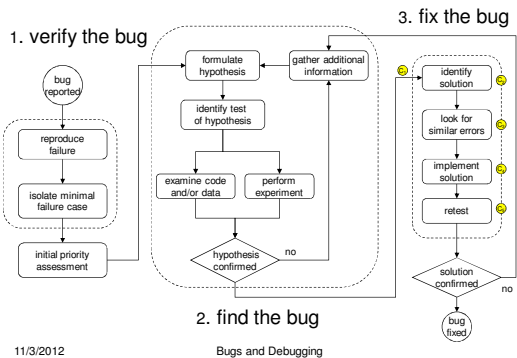 1. verify the bug
bug
reported
reproduce
failure
isolate minimal
failure case
initial priority
assessment
2. find the bug
formulate
hypothesis
gather additional
information
identify test
of hypothesis
examine code
and/or data
perform
experiment
hypothesis
confirmed
no
3. fix the bug
identify
solution
look for
similar errors
implement
solution
retest
solution
confirmed
no
bug
fixed
11/3/2012
Bugs and Debugging